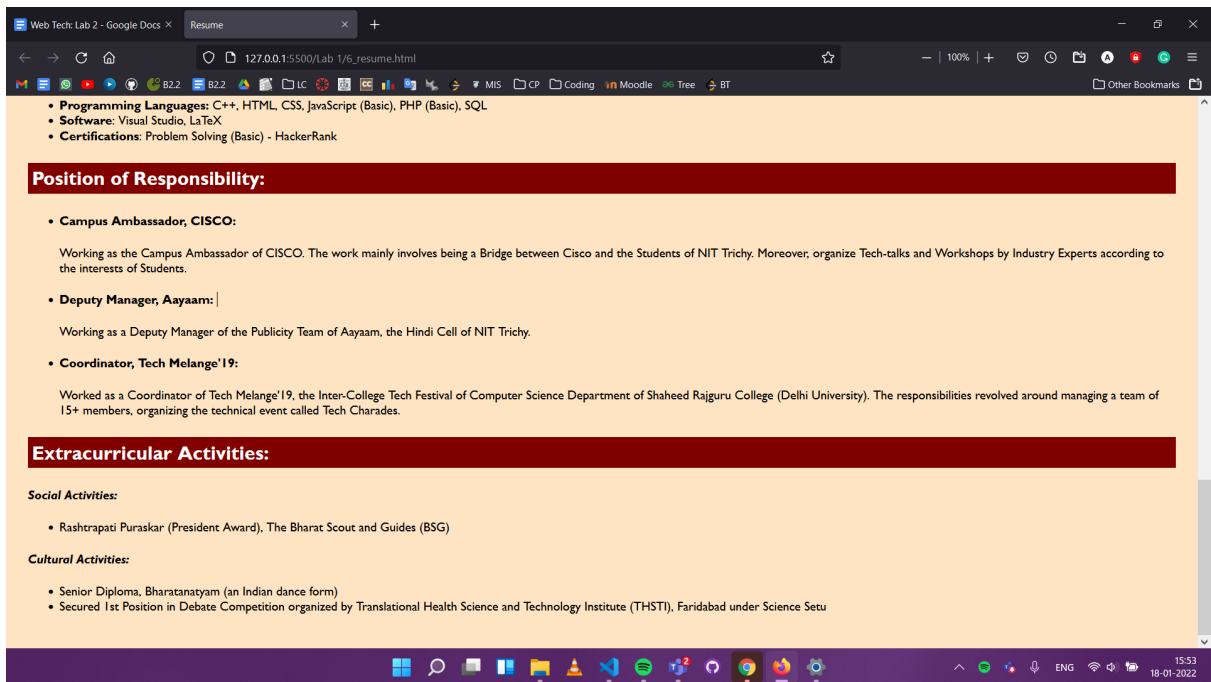 Web Tech: Lab 2 - Google Docs
Resume
127.0.0.1:5500/Lab 1/6_resume.html
100%
B2.2
B2.2
LC
MIS
CP
Coding
Moodle
Tree
BT
Other Bookmarks
• Programming Languages: C++, HTML, CSS, JavaScript (Basic), PHP (Basic), SQL
• Software: Visual Studio, LaTeX
• Certifications: Problem Solving (Basic) - HackerRank
Position of Responsibility:
• Campus Ambassador, CISCO:
Working as the Campus Ambassador of CISCO. The work mainly involves being a Bridge between Cisco and the Students of NIT Trichy. Moreover, organize Tech-talks and Workshops by Industry Experts according to
the interests of Students.
• Deputy Manager, Aayaam:
Working as a Deputy Manager of the Publicity Team of Aayaam, the Hindi Cell of NIT Trichy.
• Coordinator, Tech Melange'19:
Worked as a Coordinator of Tech Melange'19, the Inter-College Tech Festival of Computer Science Department of Shaheed Rajguru College (Delhi University). The responsibilities revolved around managing a team of
15+ members, organizing the technical event called Tech Charades.
Extracurricular Activities:
Social Activities:
• Rashtrapati Puraskar (President Award), The Bharat Scout and Guides (BSG)
Cultural Activities:
• Senior Diploma, Bharatanatyam (an Indian dance form)
• Secured 1st Position in Debate Competition organized by Translational Health Science and Technology Institute (THSTI), Faridabad under Science Setu
2
ENG
15:53
18-01-2022